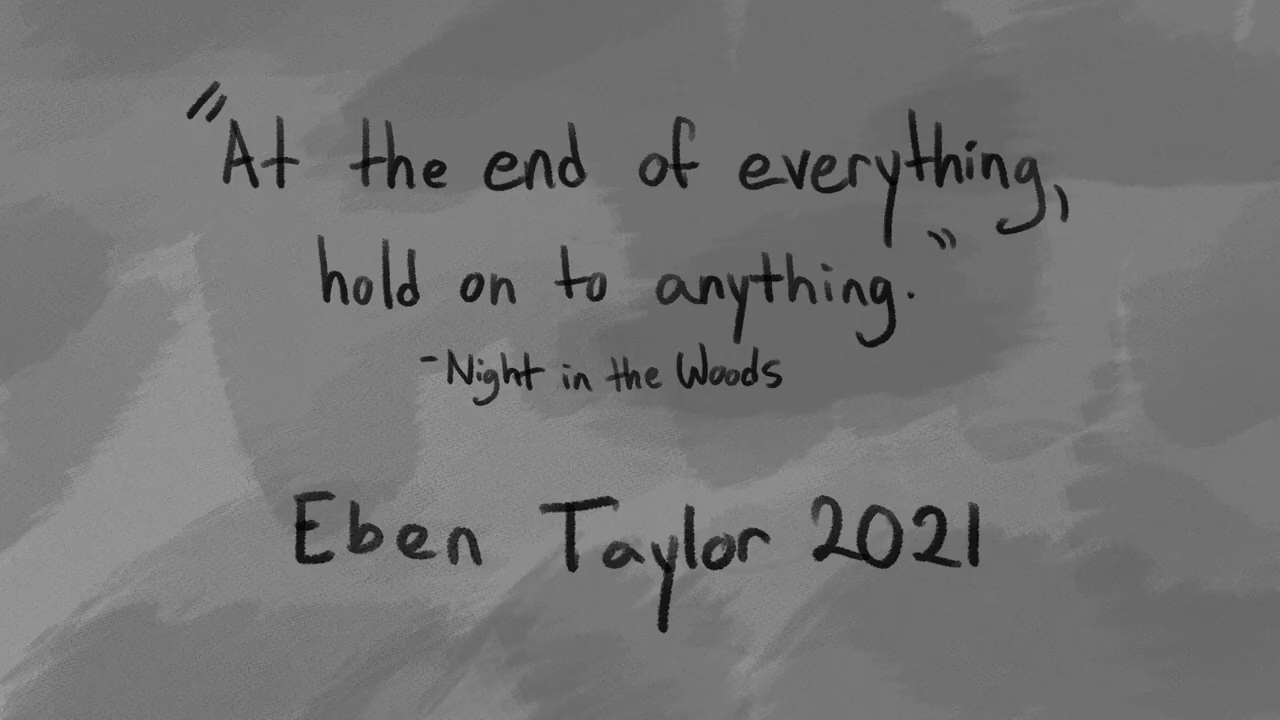 "At the end of everything,
hold on to anything."
-Night in the Woods
Eben Taylor 2021